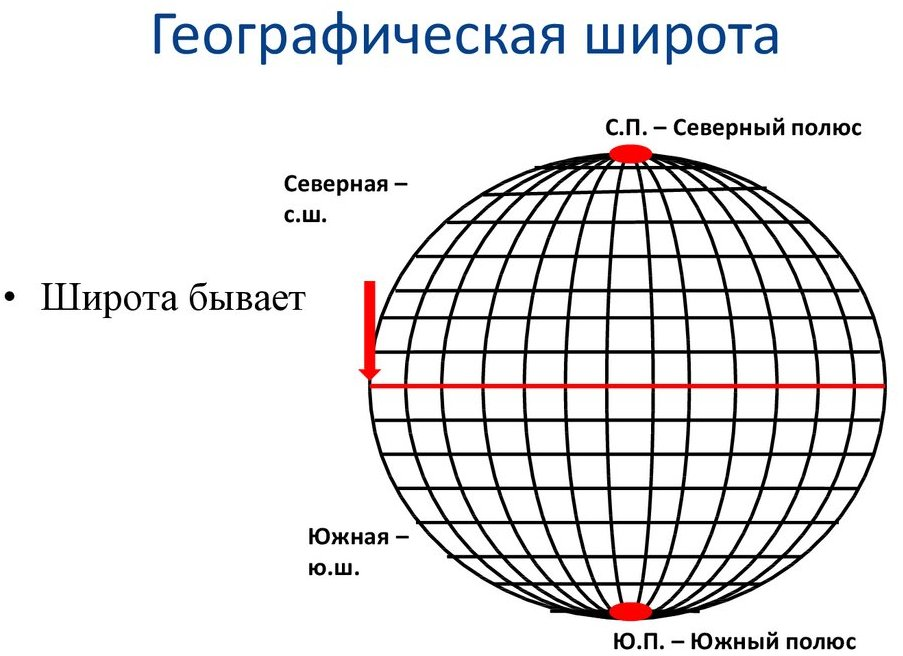 Географическая широта
С.П. – Северный полюс
Северная –
с.ш.
• Широта бывает
Южная –
ю.ш.
Ю.П. – Южный полюс